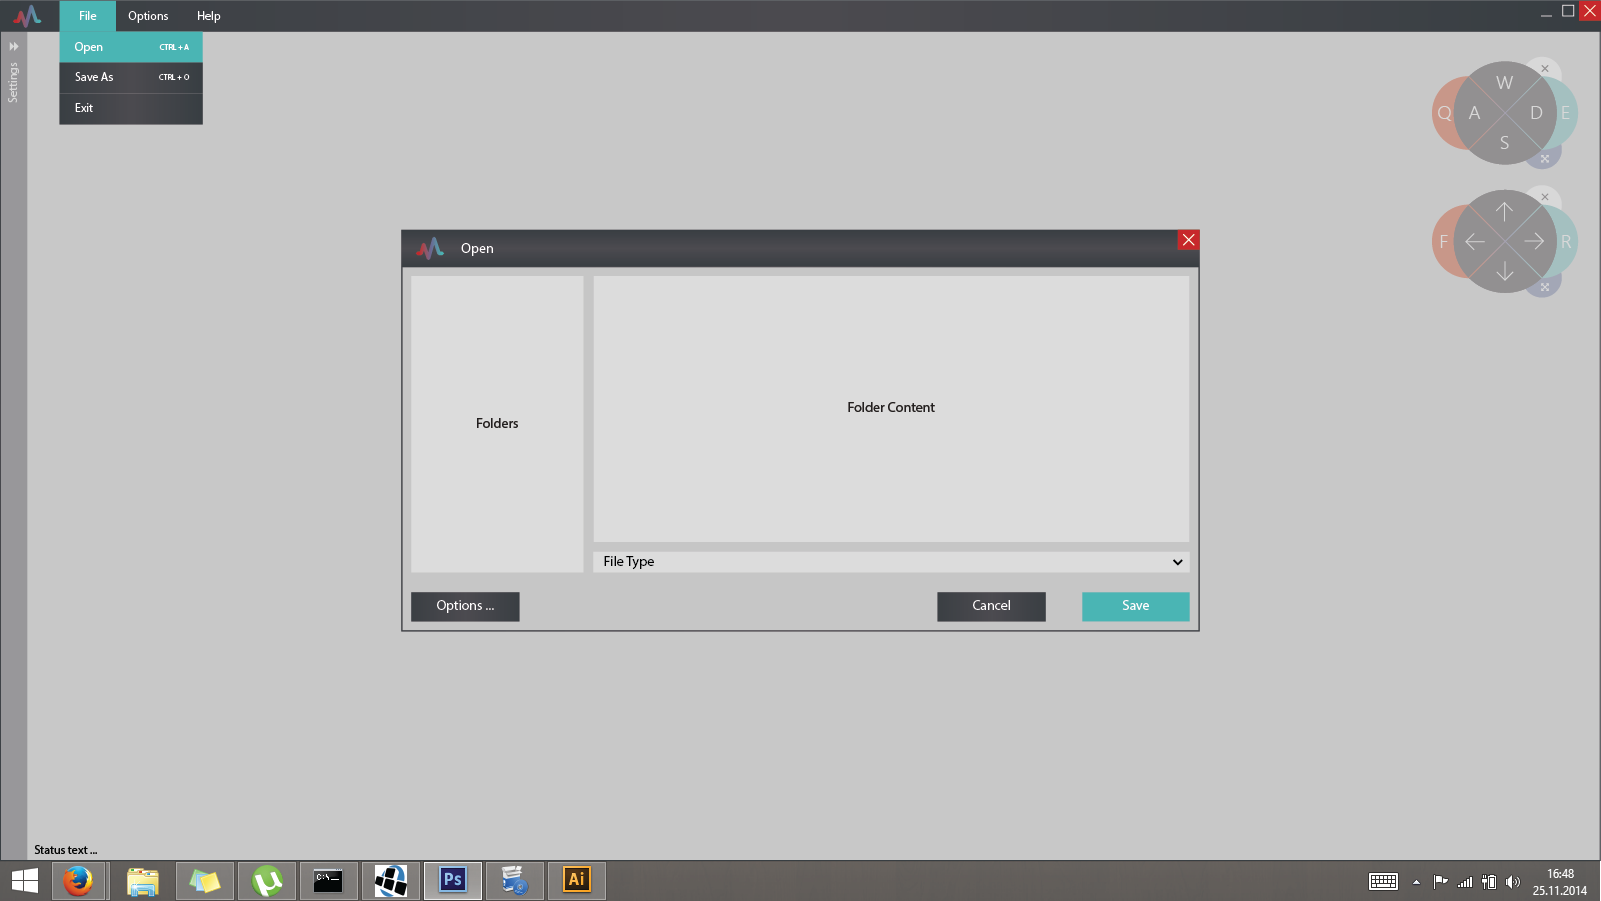 File Options Help
Open CTRL + A
Save As CTRL + O
Exit
Settings
W
Q A D E
S
F R
Open
Folders
Folder Content
File Type
Options ...
Cancel
Save
Status text ...
C:\_
Ps
Ai
16:48
25.11.2014